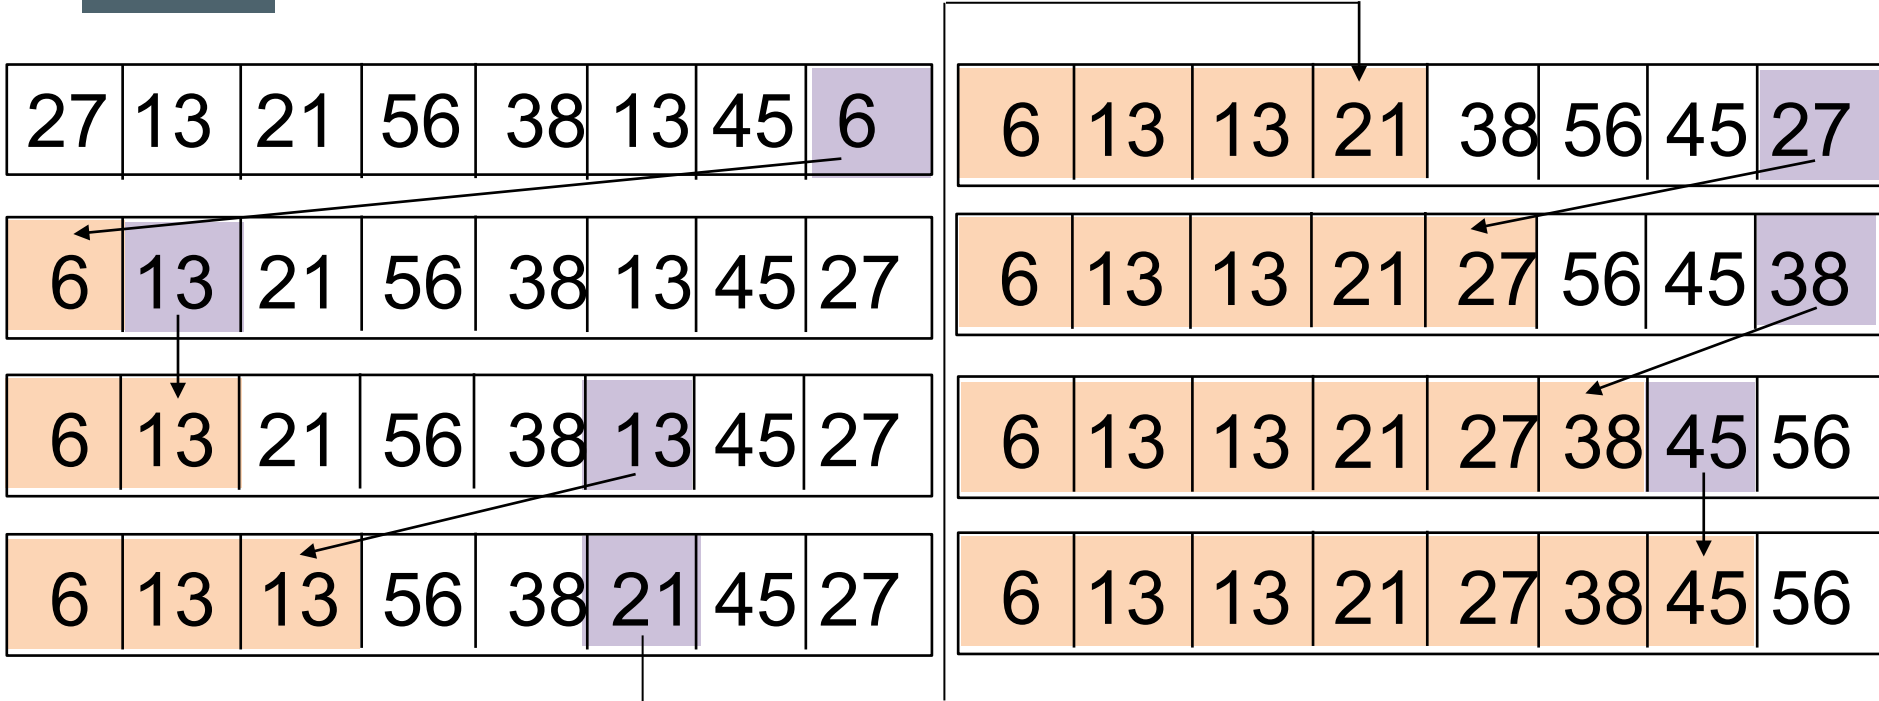 27 13 21 56 38 13 45 6
6 13 21 56 38 13 45 27
6 13 21 56 38 13 45 27
6 13 13 56 38 21 45 27
6 13 13 21 38 56 45 27
6 13 13 21 27 56 45 38
6 13 13 21 27 38 45 56
6 13 13 21 27 38 45 56